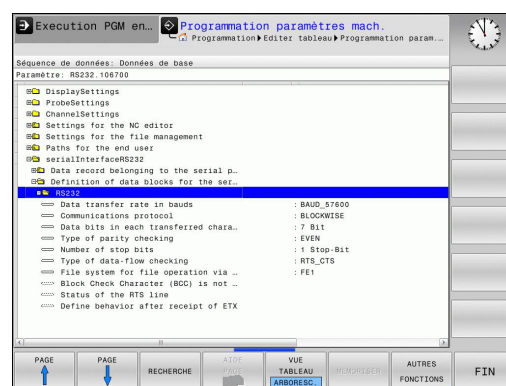 Execution PGM en...
Programmation paramètres mach.
Programmation Editer tableau Programmation param....
Séquence de données: Données de base
Paramètre: RS232.106700
DisplaySettings
ProbeSettings
ChannelSettings
Settings for the NC editor
Settings for the file management
Paths for the end user
serialInterfaceRS232
Data record belonging to the serial p…
Definition of data blocks for the ser…
RS232
Data transfer rate in bauds : BAUD_57600
Communications protocol : BLOCKWISE
Data bits in each transferred chara… : 7 Bit
Type of parity checking : EVEN
Number of stop bits : 1 Stop-Bit
Type of data-flow checking : RTS_CTS
File system for file operation via … : FE1
Block Check Character (BCC) is not …
Status of the RTS line
Define behavior after receipt of ETX
PAGE
PAGE
RECHERCHE
AIDE
PAGE
VUE
TABLEAU
ARBORESC.
MEMORISER
AUTRES
FONCTIONS
FIN